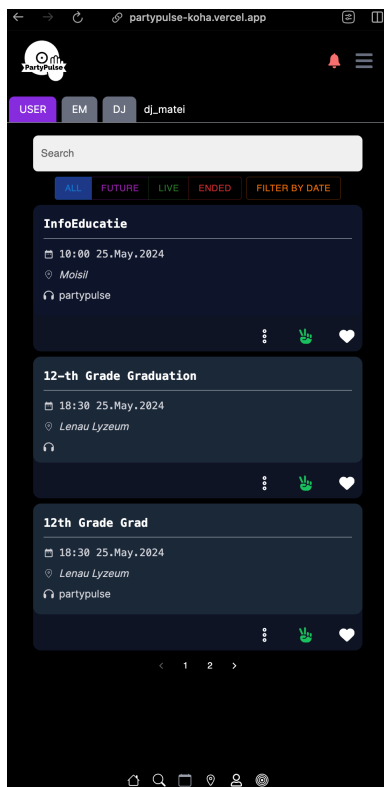 partypulse-koha.vercel.app
PartyPulse
USER EM DJ dj_matei
Search
ALL FUTURE LIVE ENDED FILTER BY DATE
InfoEducatie
10:00 25.May.2024
Moisil
partypulse
12-th Grade Graduation
18:30 25.May.2024
Lenau Lyzeum
12th Grade Grad
18:30 25.May.2024
Lenau Lyzeum
partypulse
< 1 2 >